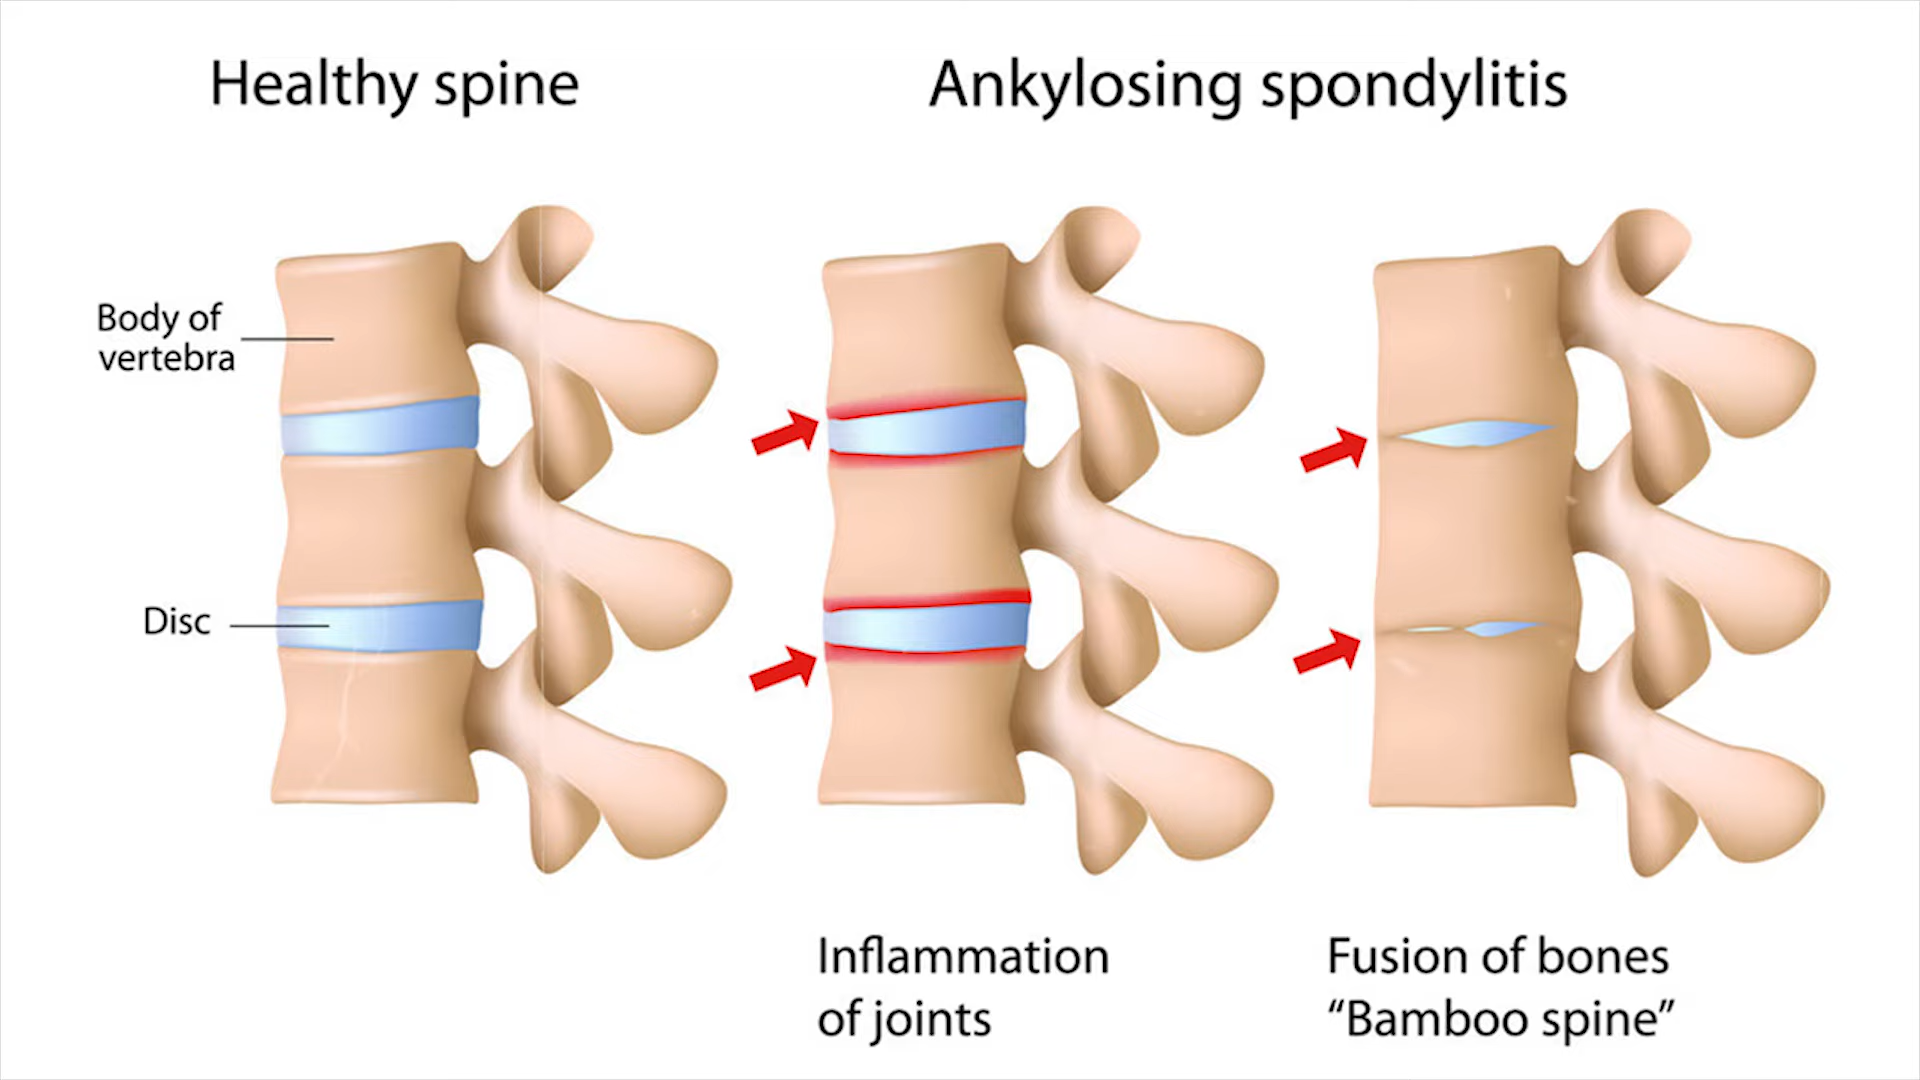 Healthy spine
Ankylosing spondylitis
Body of
vertebra
Disc
Inflammation
of joints
Fusion of bones
“Bamboo spine”